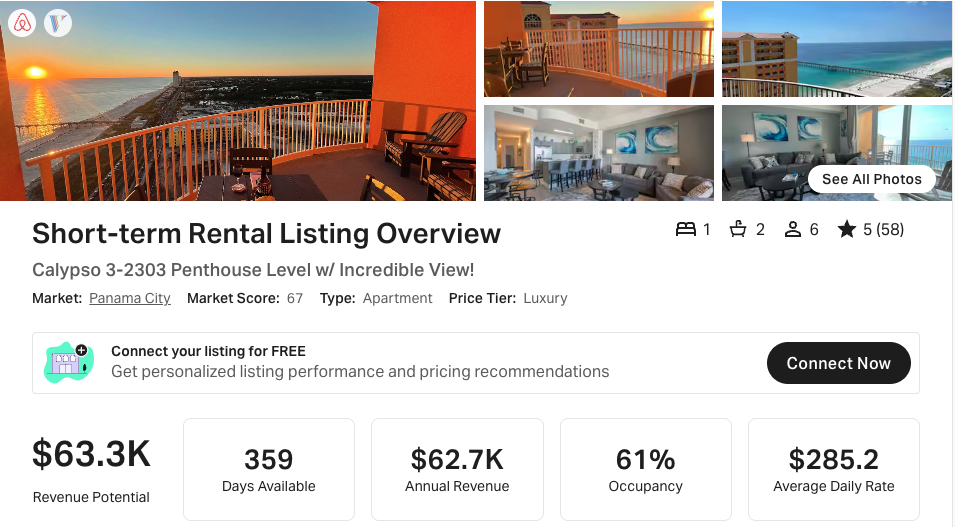 See All Photos
Short-term Rental Listing Overview
1 2 6 5 (58)
Calypso 3-2303 Penthouse Level w/ Incredible View!
Market: Panama City Market Score: 67 Type: Apartment Price Tier: Luxury
Connect your listing for FREE
Get personalized listing performance and pricing recommendations
Connect Now
$63.3K
Revenue Potential
359
Days Available
$62.7K
Annual Revenue
61%
Occupancy
$285.2
Average Daily Rate